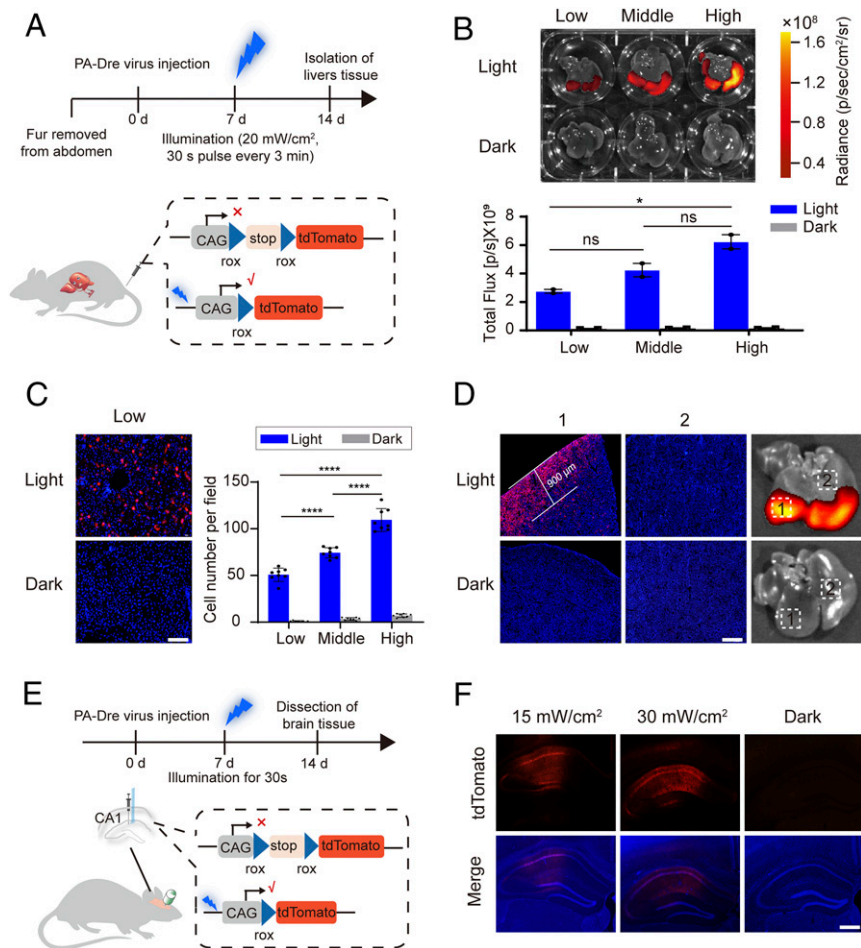 A
PA-Dre virus injection
Isolation of
livers tissue
0 d
7 d
14 d
Fur removed
from abdomen
Illumination (20 mW/cm², 
30 s pulse every 3 min)
×
CAG
stop
tdTomato
rox
rox
√
CAG
tdTomato
rox
B
Low
Middle
High
Light
Dark
×10⁸
1.6
1.2
0.8
0.4
Radiance (p/sec/cm²/sr)
Total Flux [p/s]X10⁹
8
6
4
2
0
*
ns
ns
Light
Dark
Low
Middle
High
C
Low
Light
Dark
Light
Dark
Cell number per field
150
100
50
0
****
****
****
Low
Middle
High
D
1
2
Light
900 µm
2
1
Dark
2
1
E
PA-Dre virus injection
Dissection of
brain tissue
0 d
7 d
14 d
Illumination for 30s
CA1
×
CAG
stop
tdTomato
rox
rox
√
CAG
tdTomato
rox
F
15 mW/cm²
30 mW/cm²
Dark
tdTomato
Merge